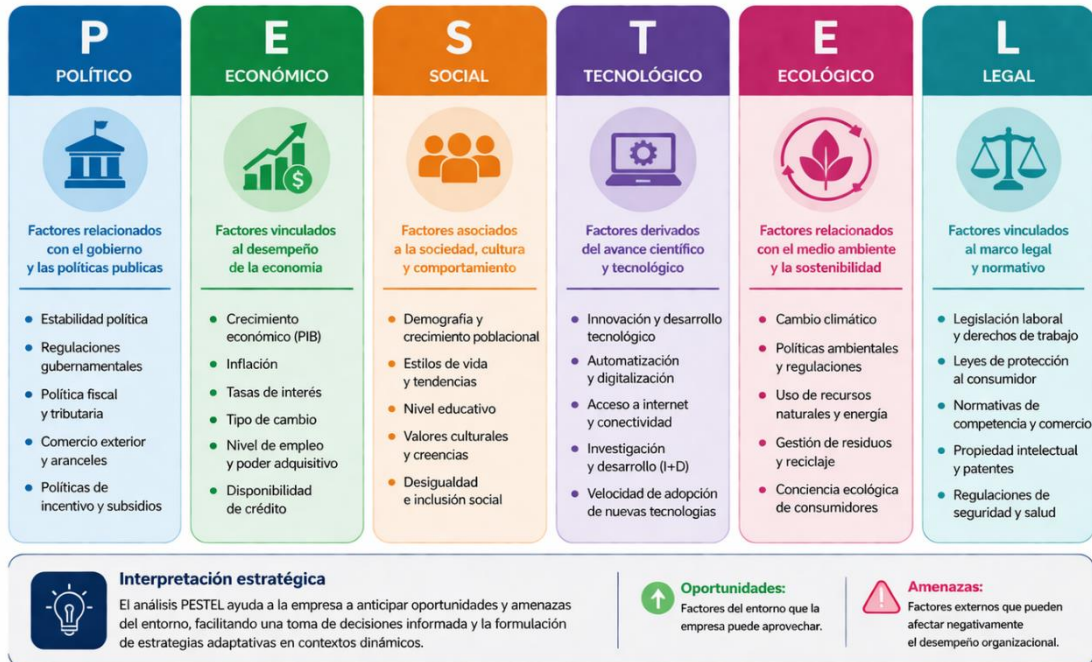 P
POLÍTICO
Factores relacionados
con el gobierno
y las políticas publicas
Estabilidad política
Regulaciones
gubernamentales
Política fiscal
y tributaria
Comercio exterior
y aranceles
Políticas de
incentivo y subsidios
E
ECONÓMICO
$
Factores vinculados
al desempeño
de la economia
Crecimiento
económico (PIB)
Inflación
Tasas de interés
Tipo de cambio
Nivel de empleo
y poder adquisitivo
Disponibilidad
de crédito
S
SOCIAL
Factores asociados
a la sociedad, cultura
y comportamiento
Demografía y
crecimiento poblacional
Estilos de vida
y tendencias
Nivel educativo
Valores culturales
y creencias
Desigualdad
e inclusión social
T
TECNOLÓGICO
Factores derivados
del avance científico
y tecnológico
Innovación y desarrollo
tecnológico
Automatización
y digitalización
Acceso a internet
y conectividad
Investigación
y desarrollo (I+D)
Velocidad de adopción
de nuevas tecnologias
E
ECOLÓGICO
Factores relacionados
con el medio ambiente
y la sostenibilidad
Cambio climático
Políticas ambientales
y regulaciones
Uso de recursos
naturales y energía
Gestión de residuos
y reciclaje
Conciencia ecológica
de consumidores
L
LEGAL
Factores vinculados
al marco legal
y normativo
Legislación laboral
y derechos de trabajo
Leyes de protección
al consumidor
Normativas de
competencia y comercio
Propiedad intelectual
y patentes
Regulaciones de
seguridad y salud
Interpretación estratégica
El análisis PESTEL ayuda a la empresa a anticipar oportunidades y amenazas
del entorno, facilitando una toma de decisiones informada y la formulación
de estrategias adaptativas en contextos dinámicos.
Oportunidades:
Factores del entorno que la
empresa puede aprovechar.
Amenazas:
Factores externos que pueden
afectar negativamente
el desempeño organizacional.